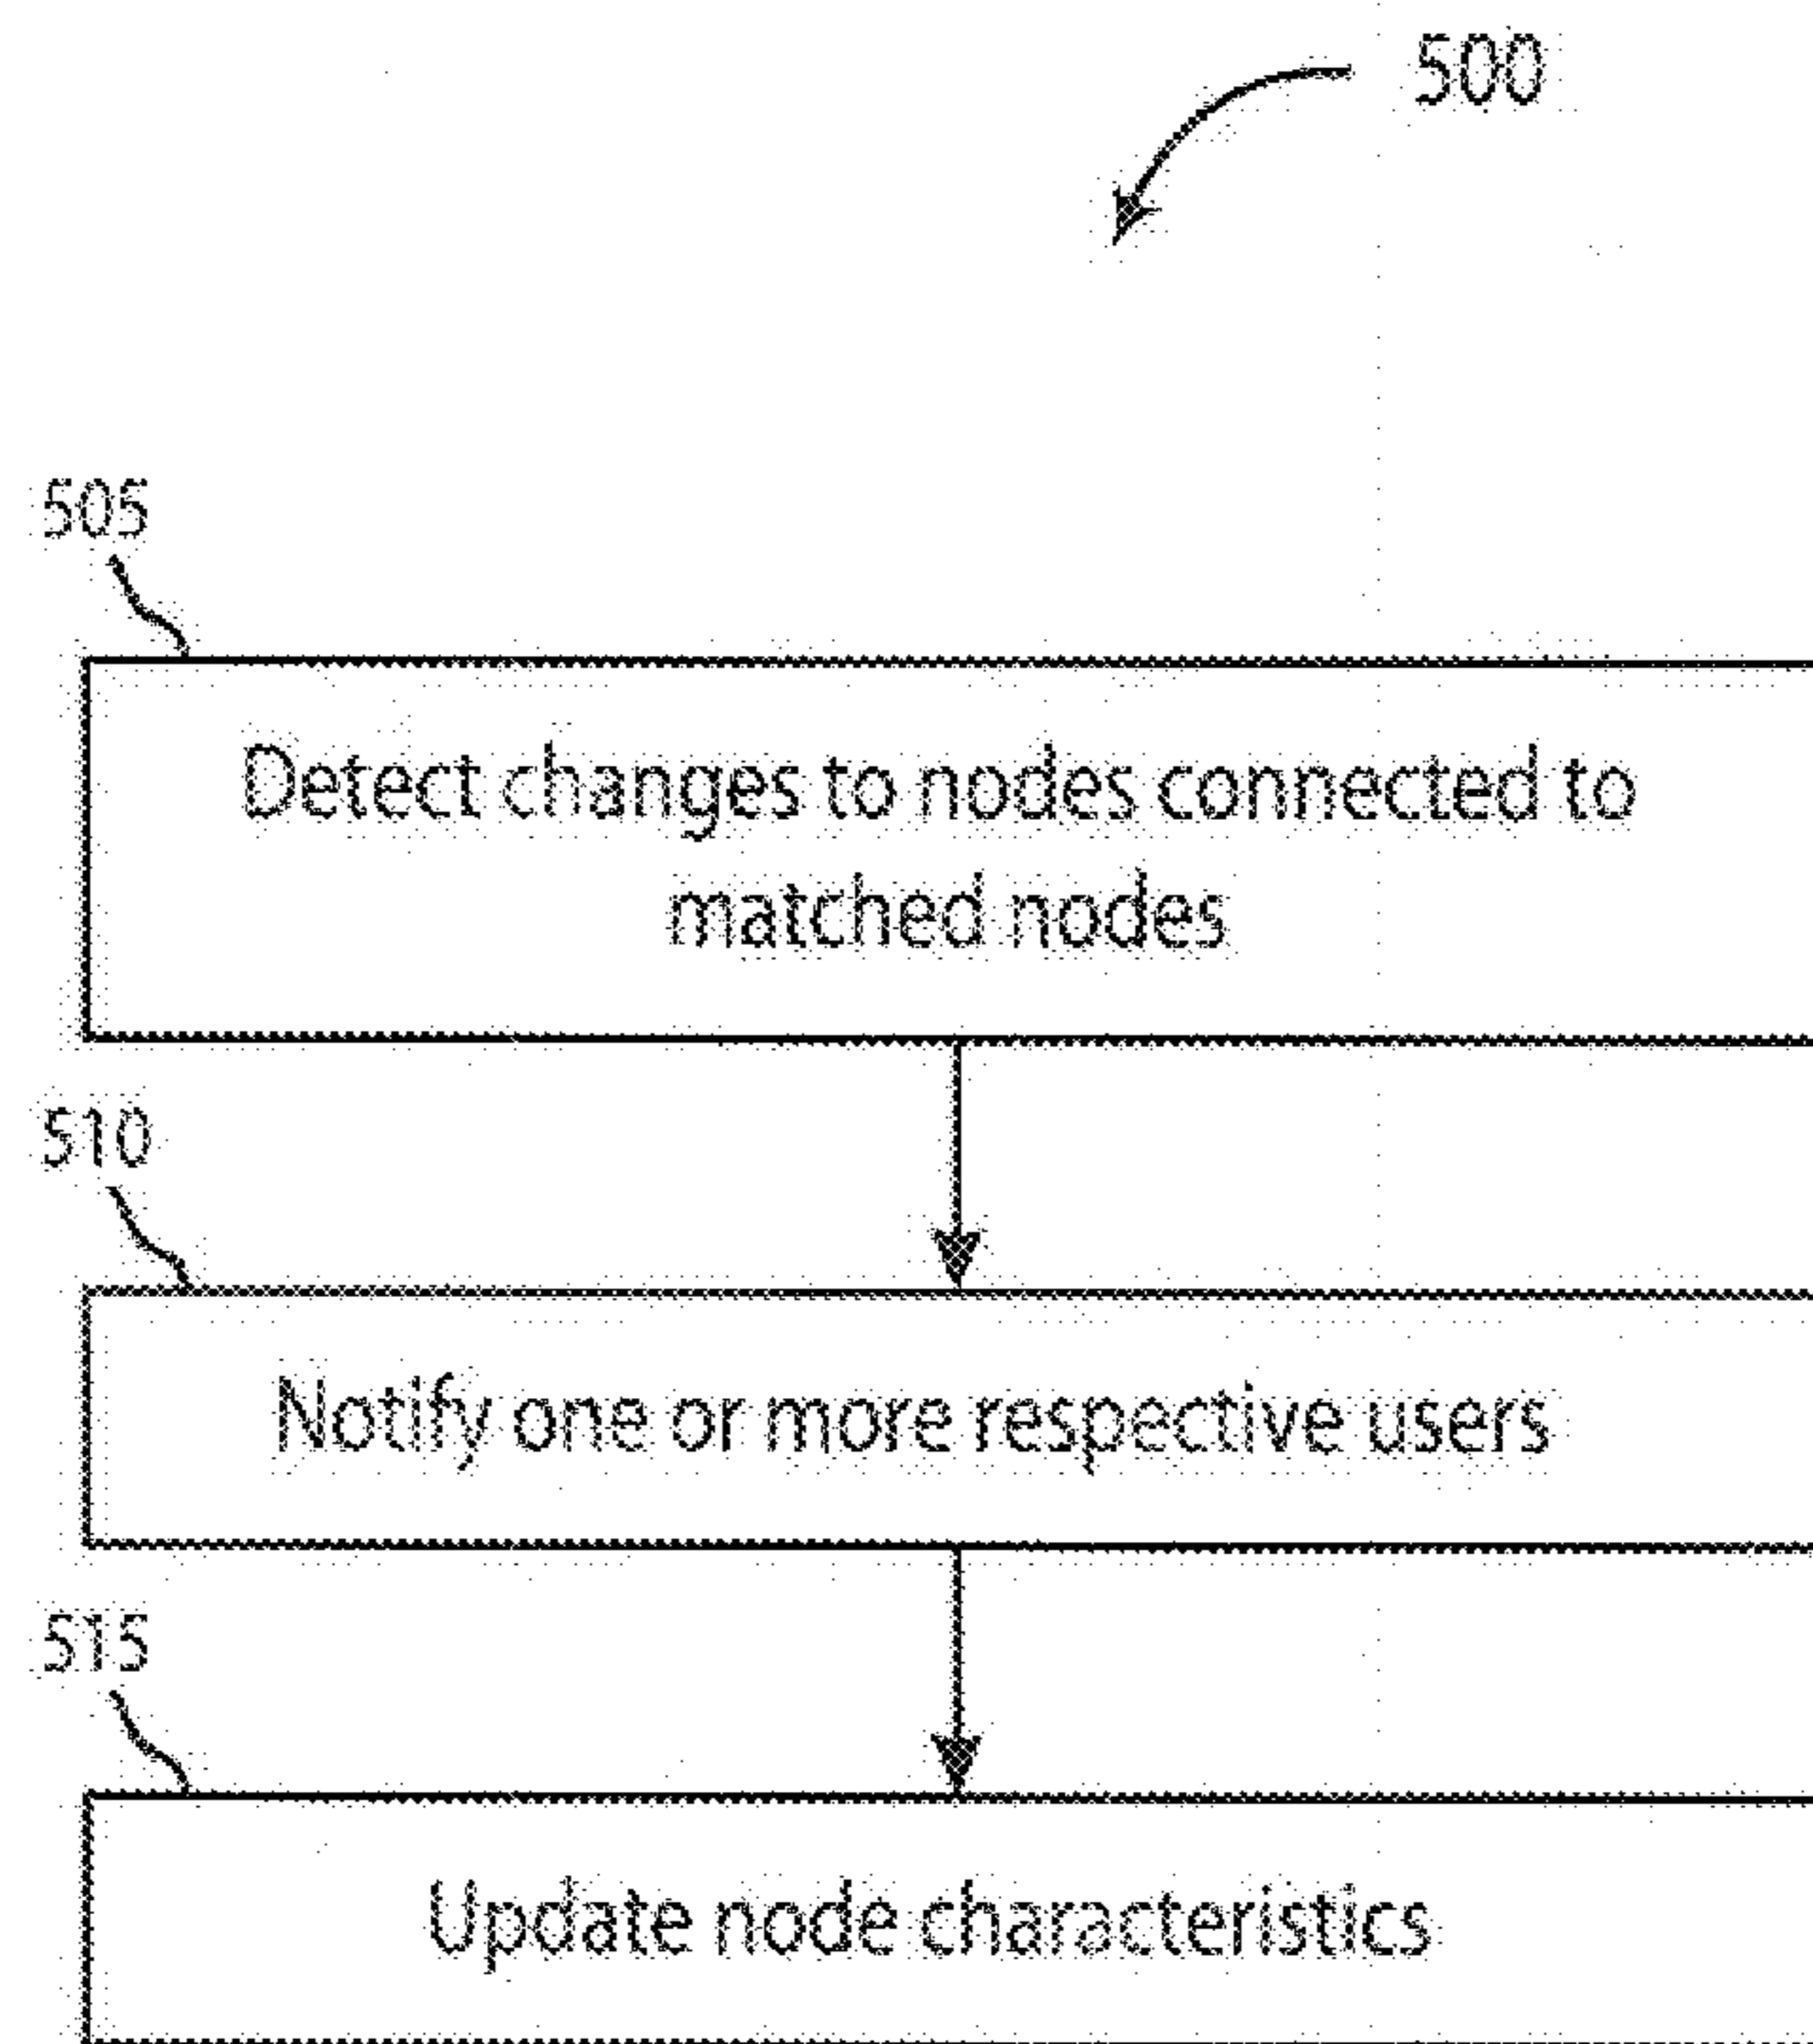 500
505
Detect changes to nodes connected to
matched nodes
510
Notify one or more respective users
515
Update node characteristics